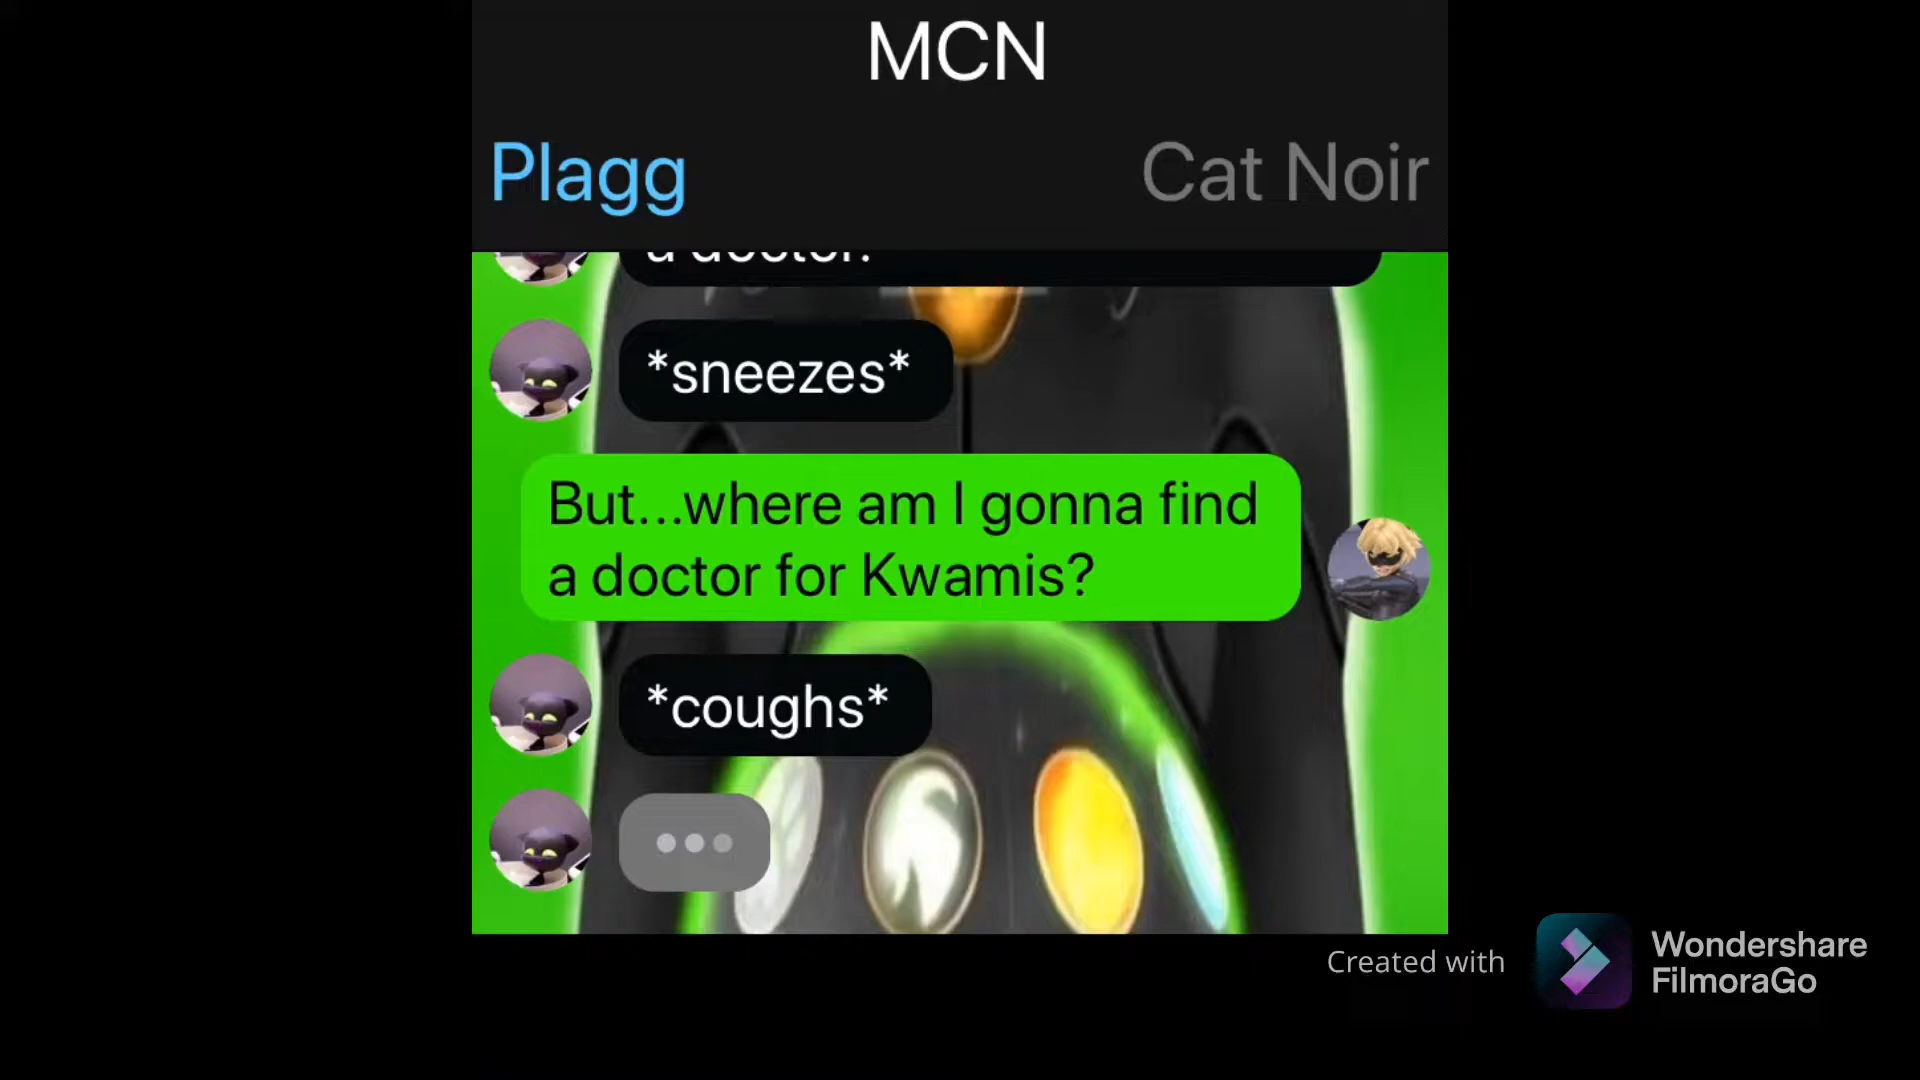 MCN
Plagg
Cat Noir
a doctor.
*sneezes*
But...where am I gonna find
a doctor for Kwamis?
*coughs*
Created with
Wondershare
FilmoraGo